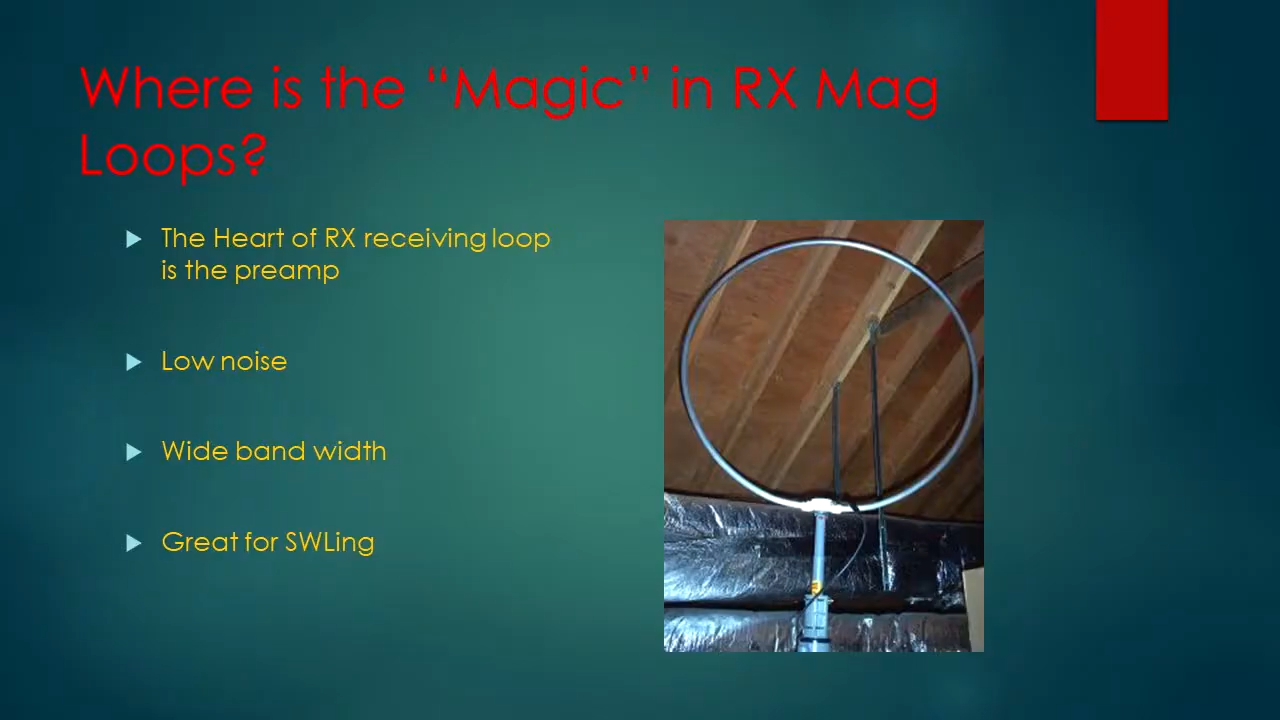 Where is the “Magic” in RX Mag
Loops?
The Heart of RX receiving loop
is the preamp
Low noise
Wide band width
Great for SWLing